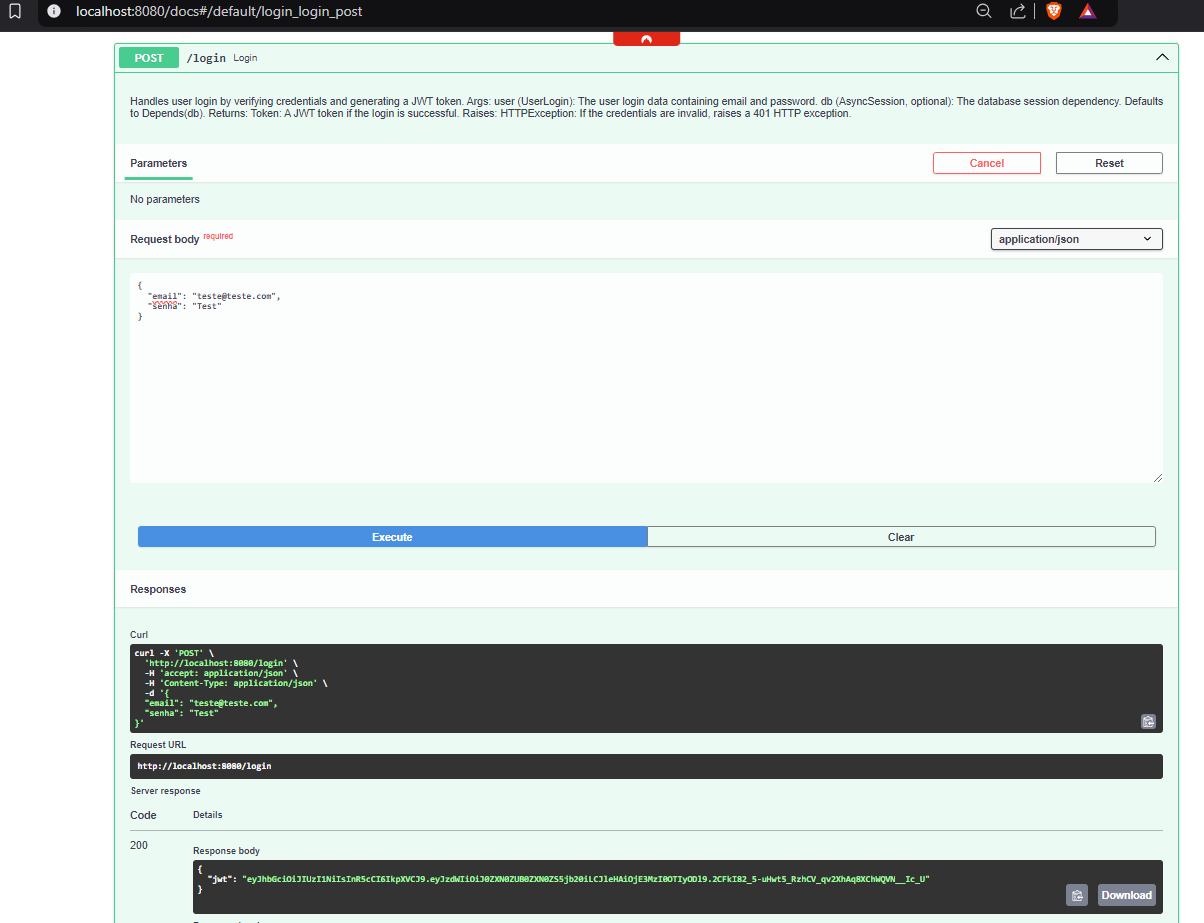 localhost:8080/docs#/default/login_login_post
POST /login Login
Handles user login by verifying credentials and generating a JWT token. Args: user (UserLogin): The user login data containing email and password. db (AsyncSession, optional): The database session dependency. Defaults
to Depends(db). Returns: Token: A JWT token if the login is successful. Raises: HTTPException: If the credentials are invalid, raises a 401 HTTP exception.
Parameters
Cancel
Reset
No parameters
Request body required
application/json
{
"email": "teste@teste.com",
"senha": "Test"
}
Execute
Clear
Responses
Curl
curl -X 'POST' \
'http://localhost:8080/login' \
-H 'accept: application/json' \
-H 'Content-Type: application/json' \
-d '{
"email": "teste@teste.com",
"senha": "Test"
}'
Request URL
http://localhost:8080/login
Server response
Code Details
200
Response body
{
"jwt": "eyJhbGciOiJIUzI1NiIsInR5cCI6IkpXVCJ9.eyJzdWIiOiJ0ZXN0ZUB0ZXN0ZS5jb20iLCJleHAiOjE3MzI0OTIyODl9.2CFkI82_5-uHwt5_RzhCV_qv2XhAqBXChWQVN__Ic_U"
}
Download